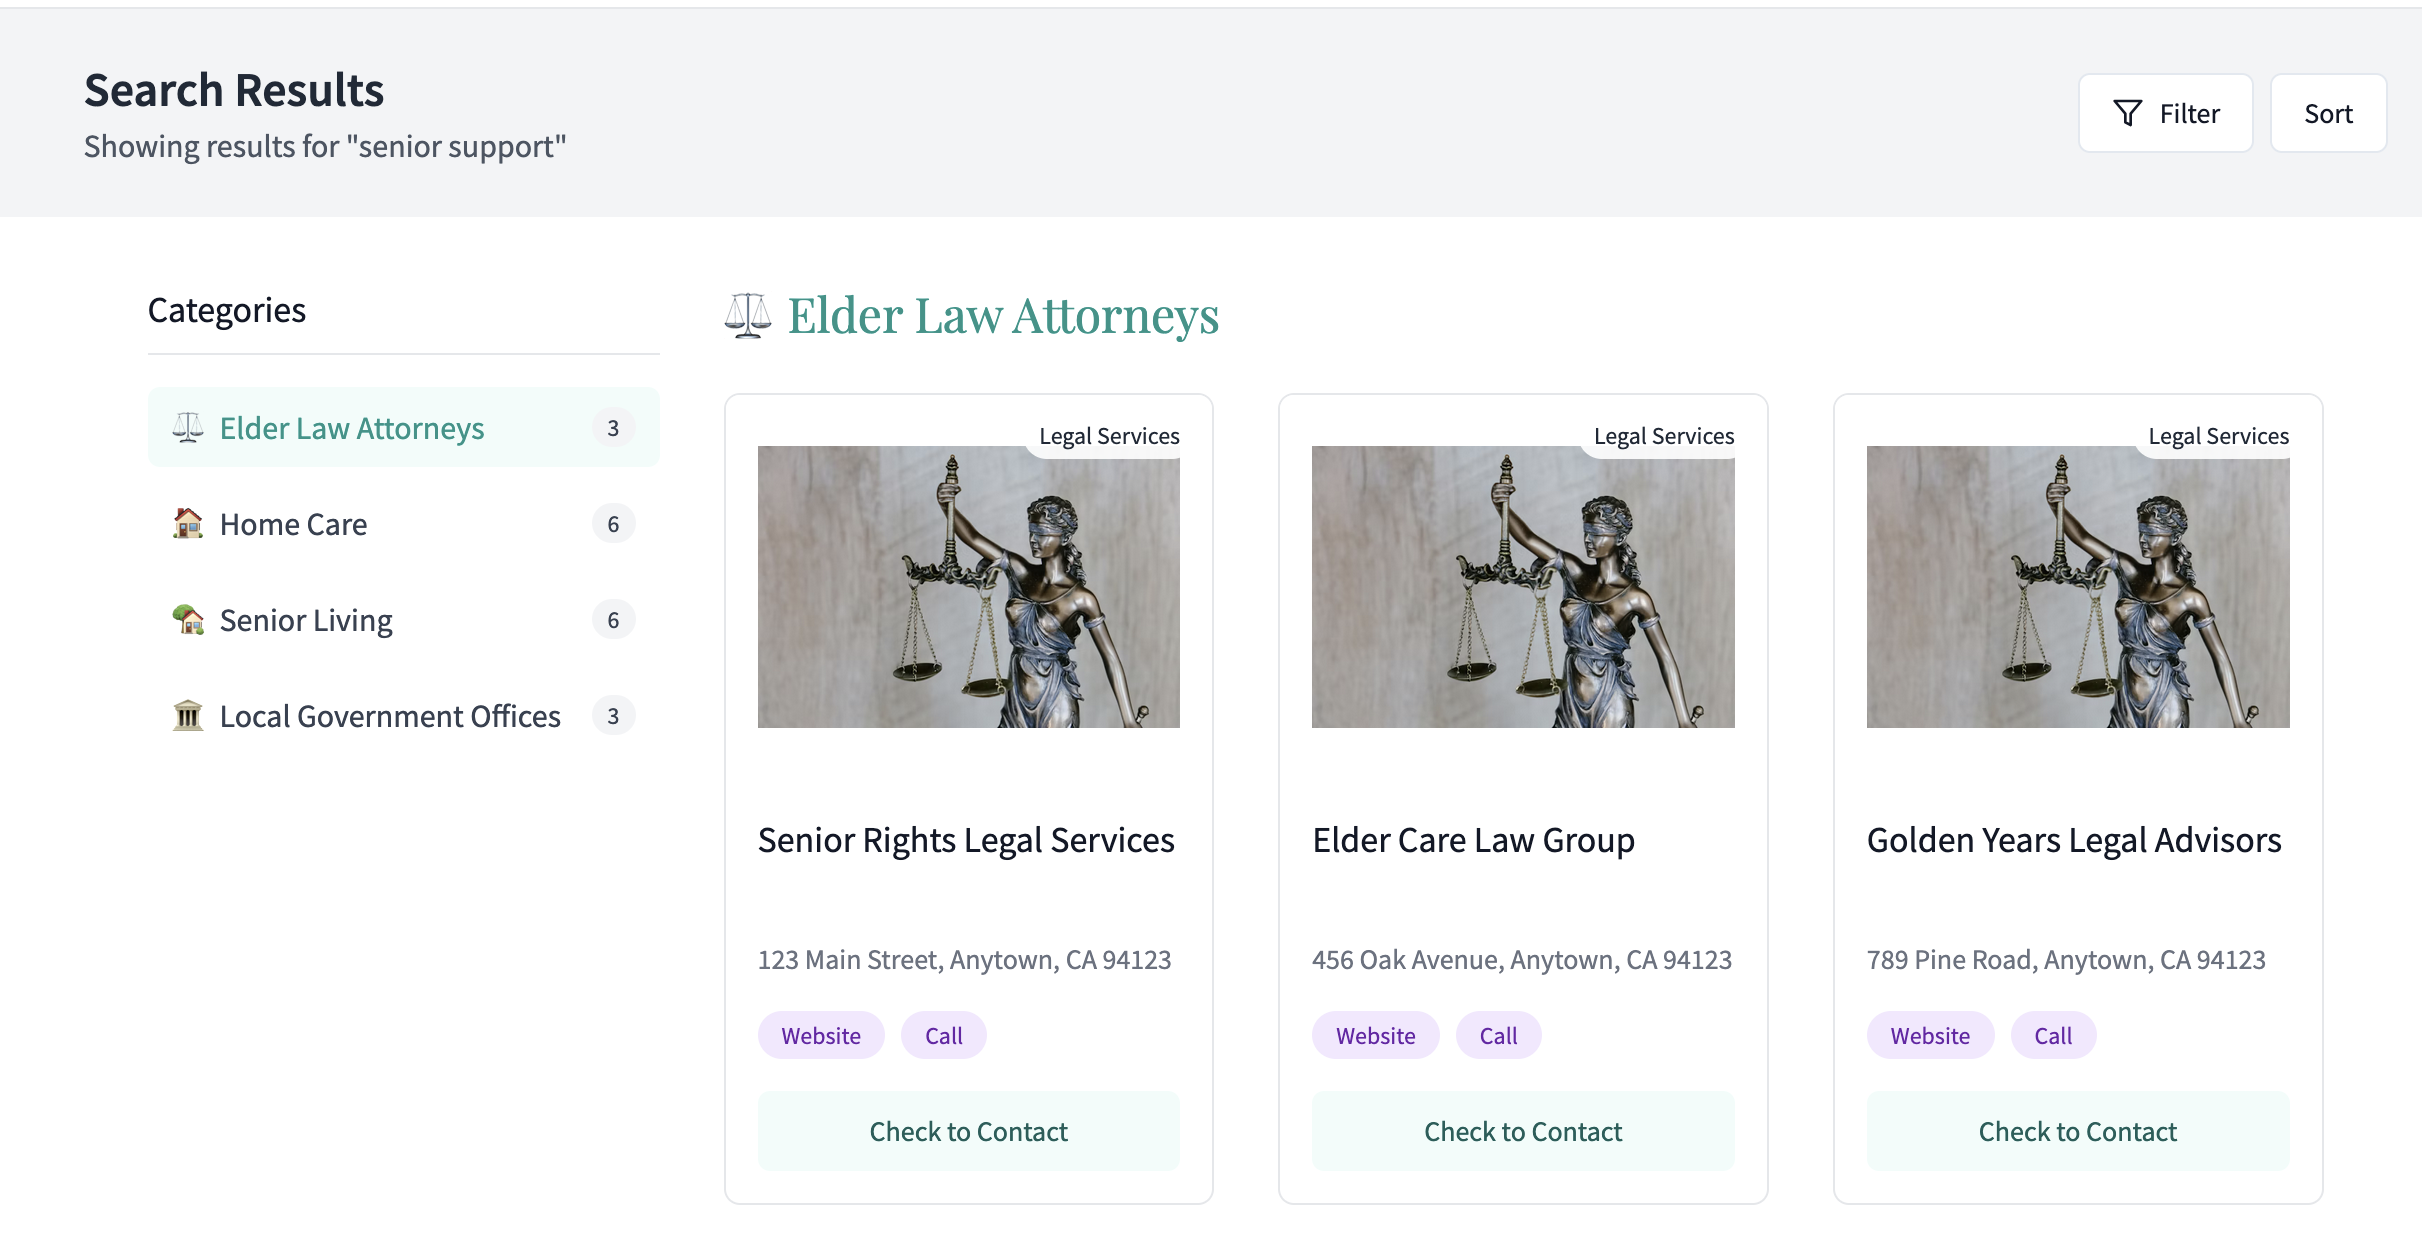 Search Results
Showing results for "senior support"
Filter
Sort
Categories
Elder Law Attorneys
3
Home Care
6
Senior Living
6
Local Government Offices
3
Elder Law Attorneys
Legal Services
Senior Rights Legal Services
123 Main Street, Anytown, CA 94123
Website
Call
Check to Contact
Legal Services
Elder Care Law Group
456 Oak Avenue, Anytown, CA 94123
Website
Call
Check to Contact
Legal Services
Golden Years Legal Advisors
789 Pine Road, Anytown, CA 94123
Website
Call
Check to Contact